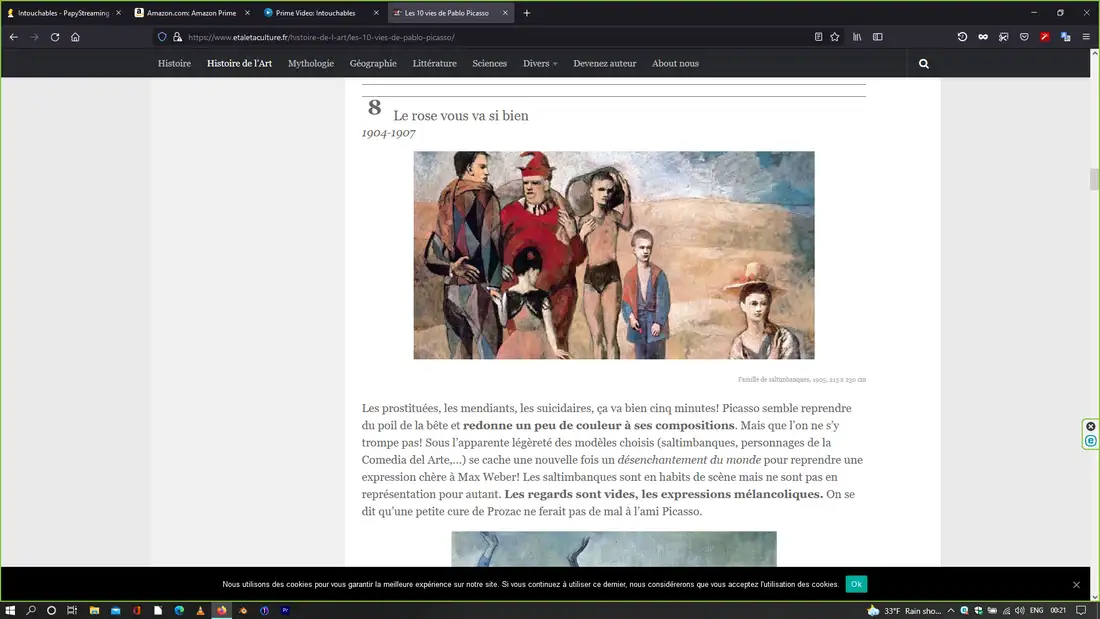 Intouchables - PapyStreaming
Amazon.com: Amazon Prime
Prime Video: Intouchables
Les 10 vies de Pablo Picasso
https://www.etaletaculture.fr/histoire-de-l-art/les-10-vies-de-pablo-picasso/
Histoire Histoire de l'Art Mythologie Géographie Littérature Sciences Divers Devenez auteur About nous
8 Le rose vous va si bien
1904-1907
Famille de saltimbanques, 1905, 213 x 230 cm
Les prostituées, les mendiants, les suicidaires, ça va bien cinq minutes! Picasso semble reprendre
du poil de la bête et redonne un peu de couleur à ses compositions. Mais que l'on ne s'y
trompe pas! Sous l'apparente légèreté des modèles choisis (saltimbanques, personnages de la
Comedia del Arte,…) se cache une nouvelle fois un désenchantement du monde pour reprendre une
expression chère à Max Weber! Les saltimbanques sont en habits de scène mais ne sont pas en
représentation pour autant. Les regards sont vides, les expressions mélancoliques. On se
dit qu'une petite cure de Prozac ne ferait pas de mal à l'ami Picasso.
Nous utilisons des cookies pour vous garantir la meilleure expérience sur notre site. Si vous continuez à utiliser ce dernier, nous considérerons que vous acceptez l'utilisation des cookies. Ok
33°F Rain sho... ENG 00:21